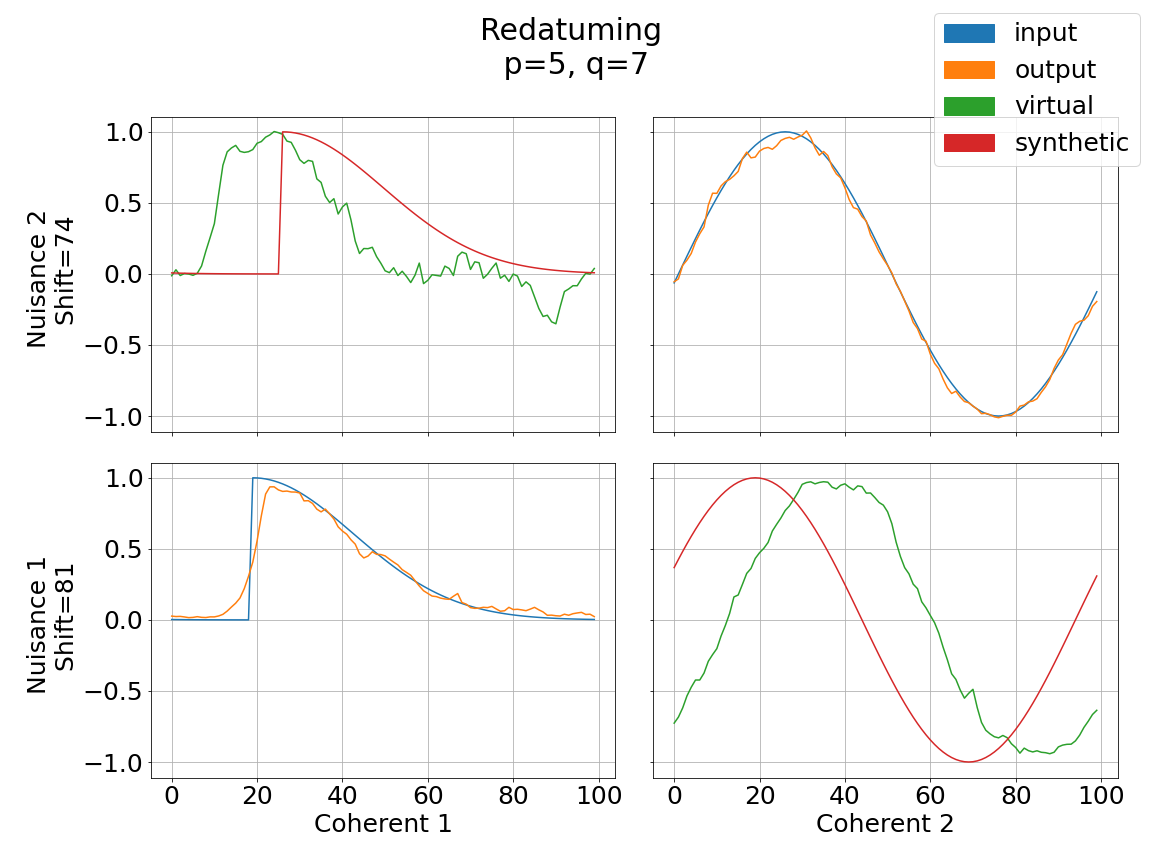 Redatuming
p=5, q=7
input
output
virtual
synthetic
Nuisance 2
Shift=74
1.0
0.5
0.0
−0.5
−1.0
Nuisance 1
Shift=81
1.0
0.5
0.0
−0.5
−1.0
0 20 40 60 80 100
Coherent 1
0 20 40 60 80 100
Coherent 2